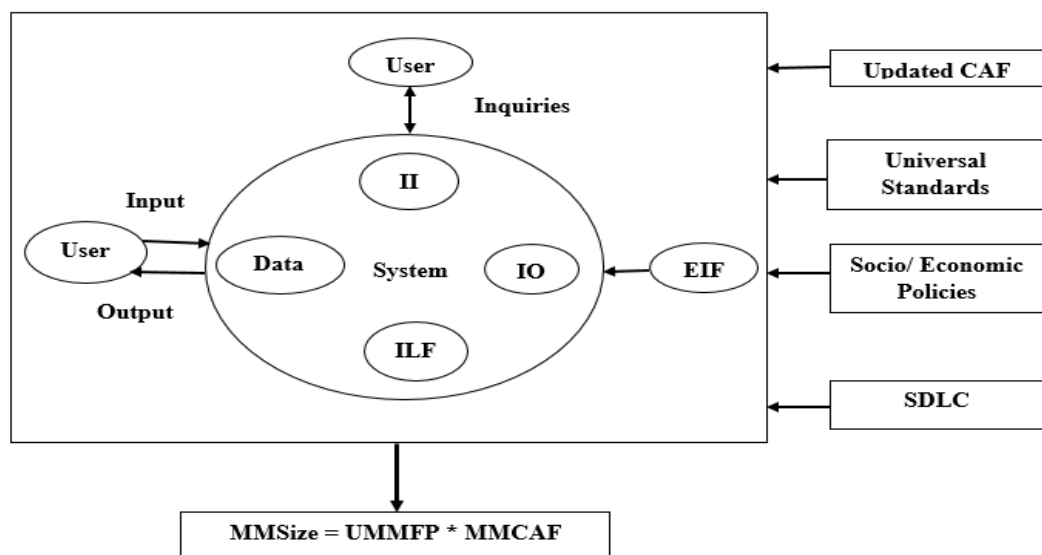 User
Updated CAF
Inquiries
II
Universal
Standards
Input
User
Data
System
IO
EIF
Socio/ Economic
Policies
Output
ILF
SDLC
MMSize = UMMFP * MMCAF